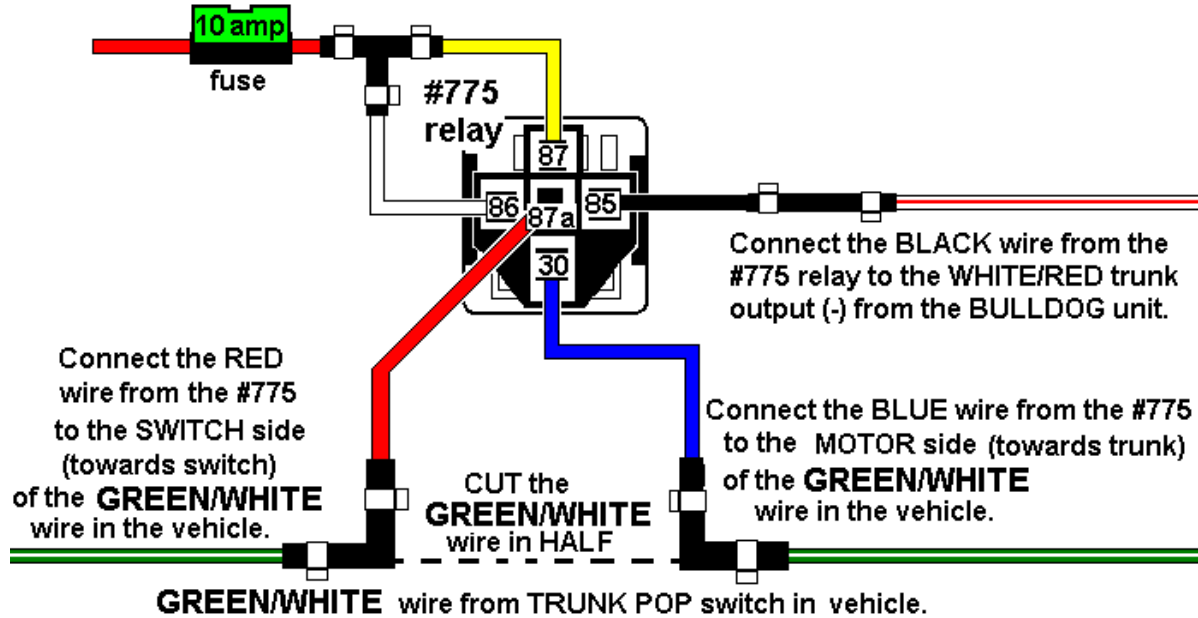 10 amp
fuse
#775
relay
87
86
87a
85
30
Connect the BLACK wire from the
#775 relay to the WHITE/RED trunk
output (-) from the BULLDOG unit.
Connect the RED
wire from the #775
to the SWITCH side
(towards switch)
of the GREEN/WHITE
wire in the vehicle.
CUT the
GREEN/WHITE
wire in HALF
Connect the BLUE wire from the #775
to the MOTOR side (towards trunk)
of the GREEN/WHITE
wire in the vehicle.
GREEN/WHITE wire from TRUNK POP switch in vehicle.